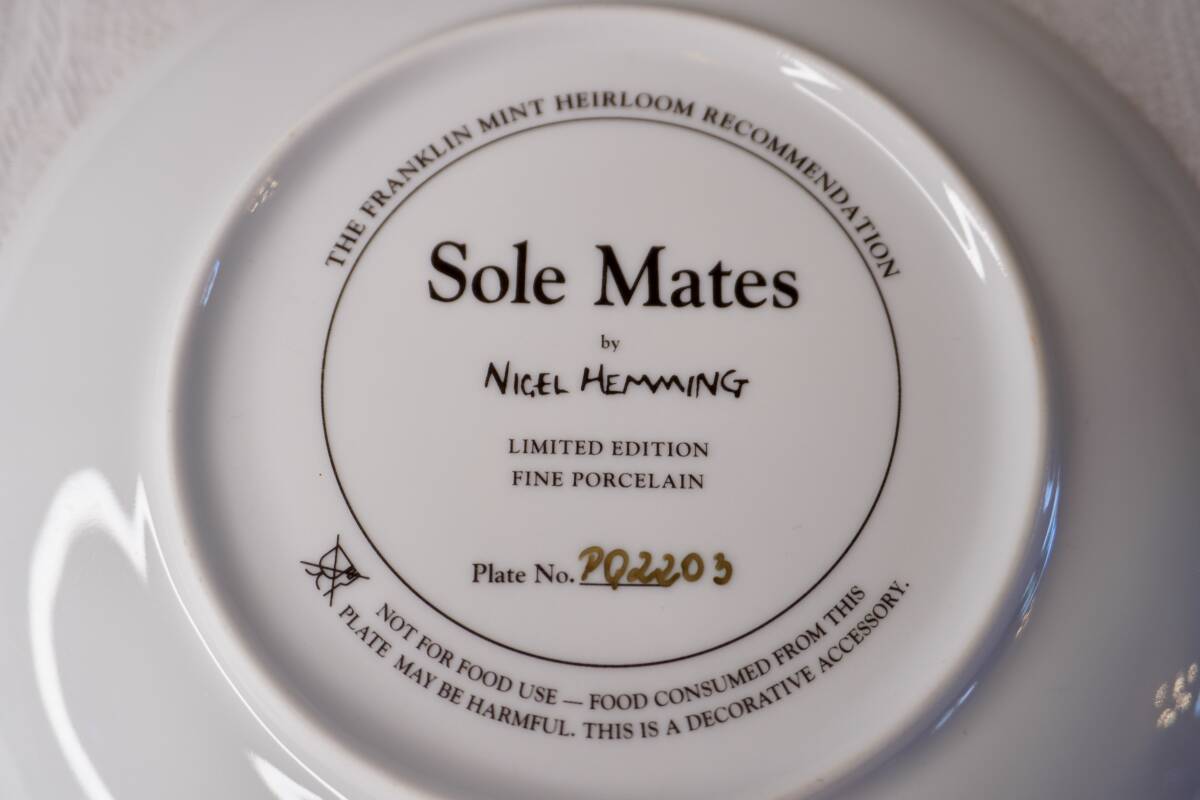 THE FRANKLIN MINT HEIRLOOM RECOMMENDATION
Sole Mates
by
NIGEL HEMMING
LIMITED EDITION
FINE PORCELAIN
Plate No. PQ2203
NOT FOR FOOD USE — FOOD CONSUMED FROM THIS
PLATE MAY BE HARMFUL. THIS IS A DECORATIVE ACCESSORY.